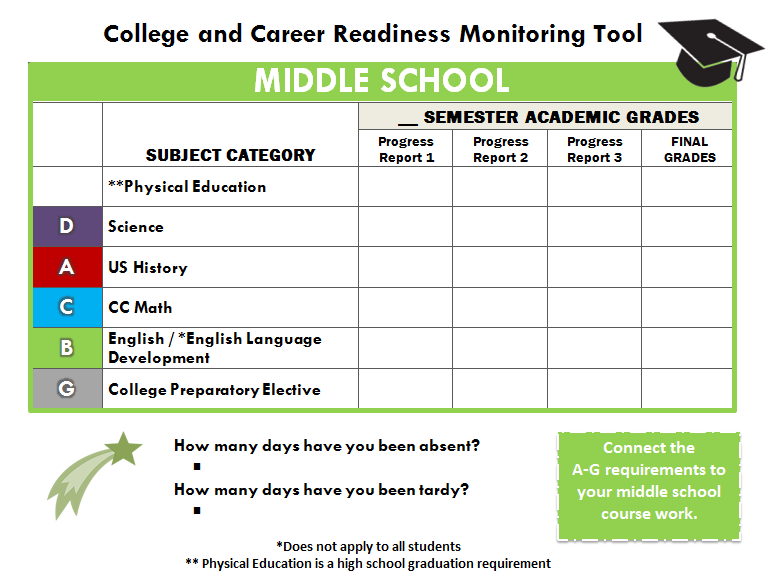 College and Career Readiness Monitoring Tool
MIDDLE SCHOOL
__ SEMESTER ACADEMIC GRADES
SUBJECT CATEGORY
Progress
Report 1
Progress
Report 2
Progress
Report 3
FINAL
GRADES
**Physical Education
D
Science
A
US History
C
CC Math
B
English / *English Language
Development
G
College Preparatory Elective
How many days have you been absent?
How many days have you been tardy?
Connect the
A-G requirements to
your middle school
course work.
*Does not apply to all students
** Physical Education is a high school graduation requirement